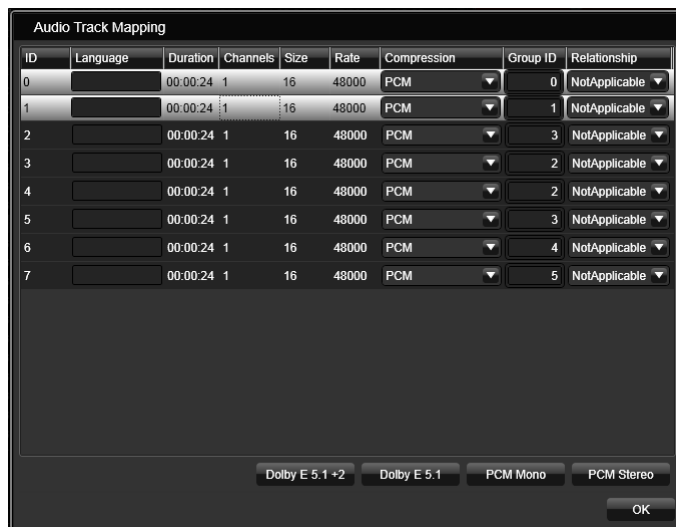 Audio Track Mapping
ID Language Duration Channels Size Rate Compression Group ID Relationship
0 00:00:24 1 16 48000 PCM 0 NotApplicable
1 00:00:24 1 16 48000 PCM 1 NotApplicable
2 00:00:24 1 16 48000 PCM 3 NotApplicable
3 00:00:24 1 16 48000 PCM 2 NotApplicable
4 00:00:24 1 16 48000 PCM 2 NotApplicable
5 00:00:24 1 16 48000 PCM 3 NotApplicable
6 00:00:24 1 16 48000 PCM 4 NotApplicable
7 00:00:24 1 16 48000 PCM 5 NotApplicable
Dolby E 5.1 +2 Dolby E 5.1 PCM Mono PCM Stereo
OK